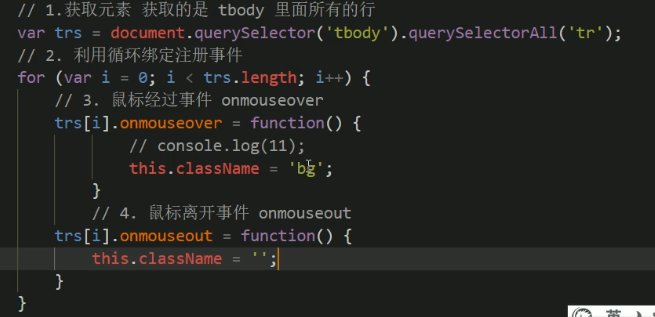 // 1.获取元素 获取的是 tbody 里面所有的行
var trs = document.querySelector('tbody').querySelectorAll('tr');
// 2. 利用循环绑定注册事件
for (var i = 0; i < trs.length; i++) {
// 3. 鼠标经过事件 onmouseover
trs[i].onmouseover = function() {
// console.log(11);
this.className = 'bg';
}
// 4. 鼠标离开事件 onmouseout
trs[i].onmouseout = function() {
this.className = '';
}
}
英